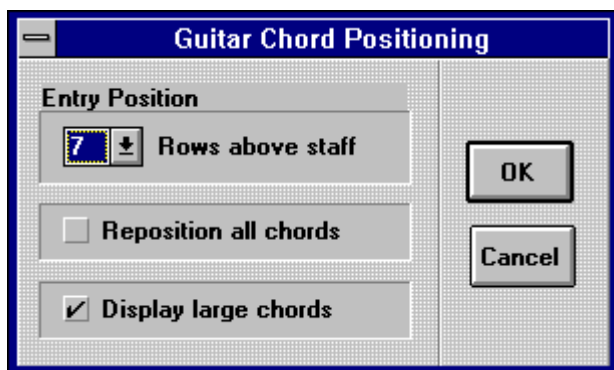 Guitar Chord Positioning
Entry Position
7 Rows above staff
Reposition all chords
Display large chords
OK
Cancel